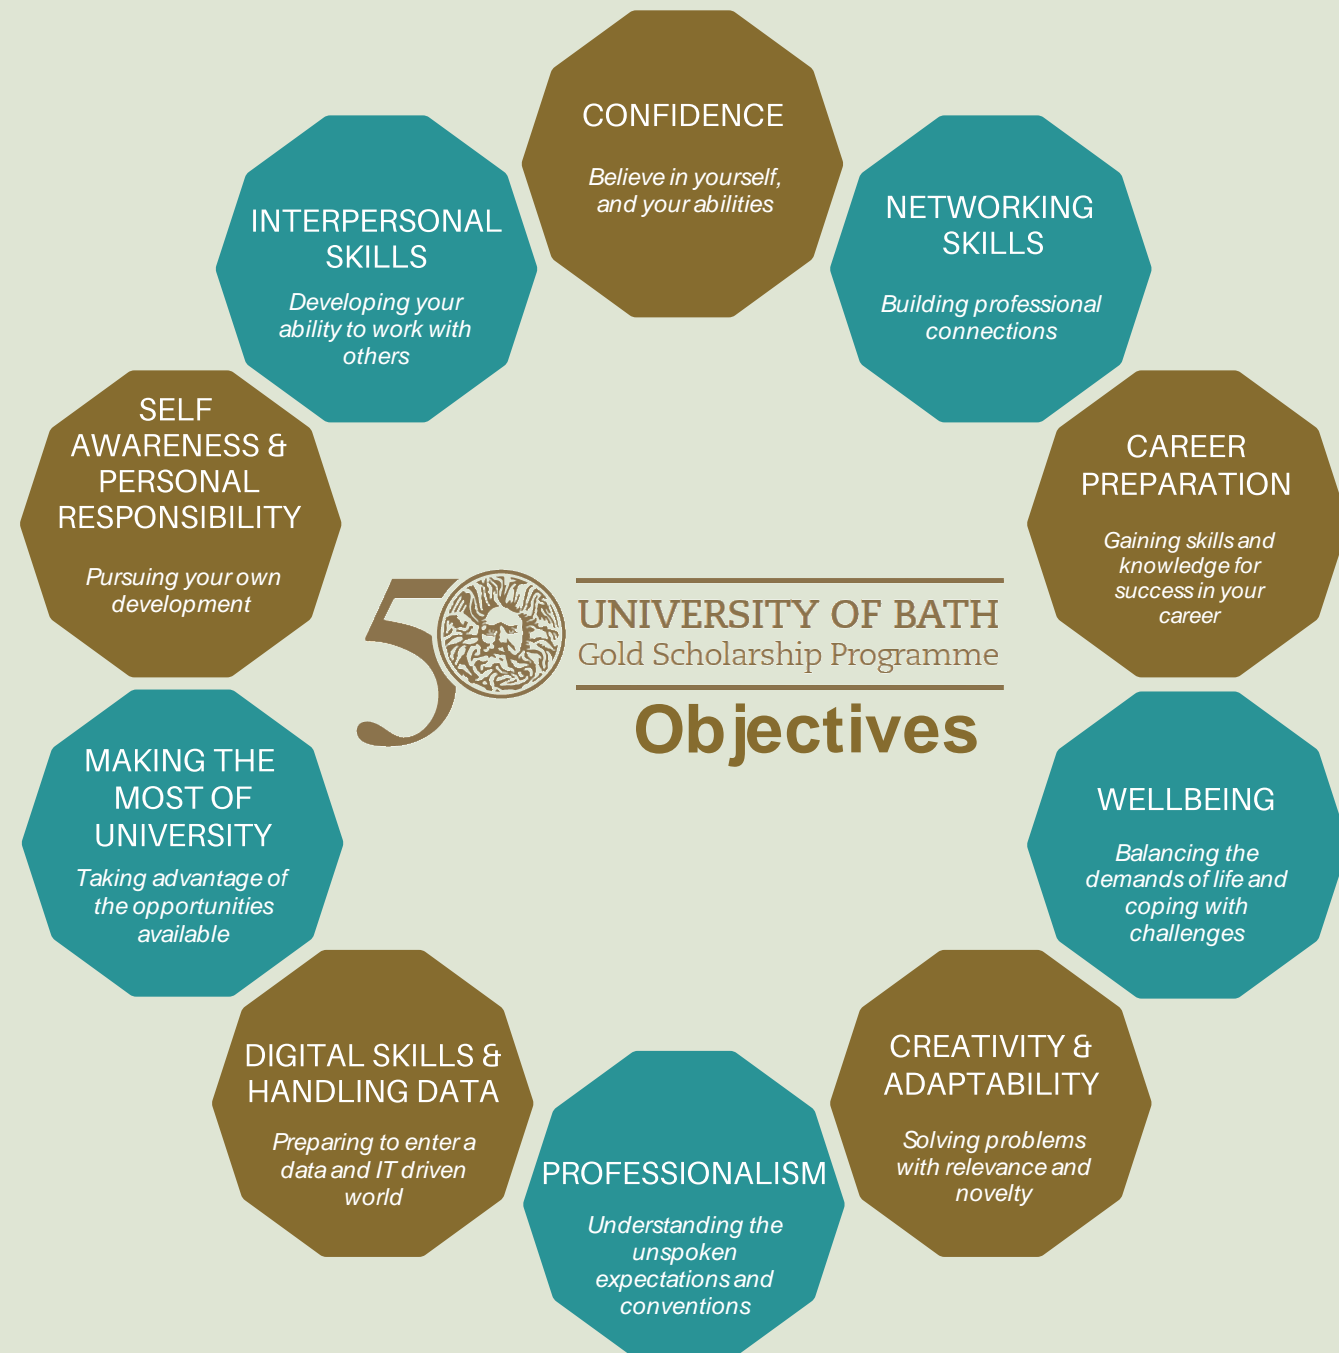 CONFIDENCE
Believe in yourself,
and your abilities
NETWORKING
SKILLS
Building professional
connections
CAREER
PREPARATION
Gaining skills and
knowledge for
success in your
career
WELLBEING
Balancing the
demands of life and
coping with
challenges
CREATIVITY &
ADAPTABILITY
Solving problems
with relevance and
novelty
PROFESSIONALISM
Understanding the
unspoken
expectations and
conventions
DIGITAL SKILLS &
HANDLING DATA
Preparing to enter a
data and IT driven
world
MAKING THE
MOST OF
UNIVERSITY
Taking advantage of
the opportunities
available
SELF
AWARENESS &
PERSONAL
RESPONSIBILITY
Pursuing your own
development
INTERPERSONAL
SKILLS
Developing your
ability to work with
others
50
UNIVERSITY OF BATH
Gold Scholarship Programme
Objectives